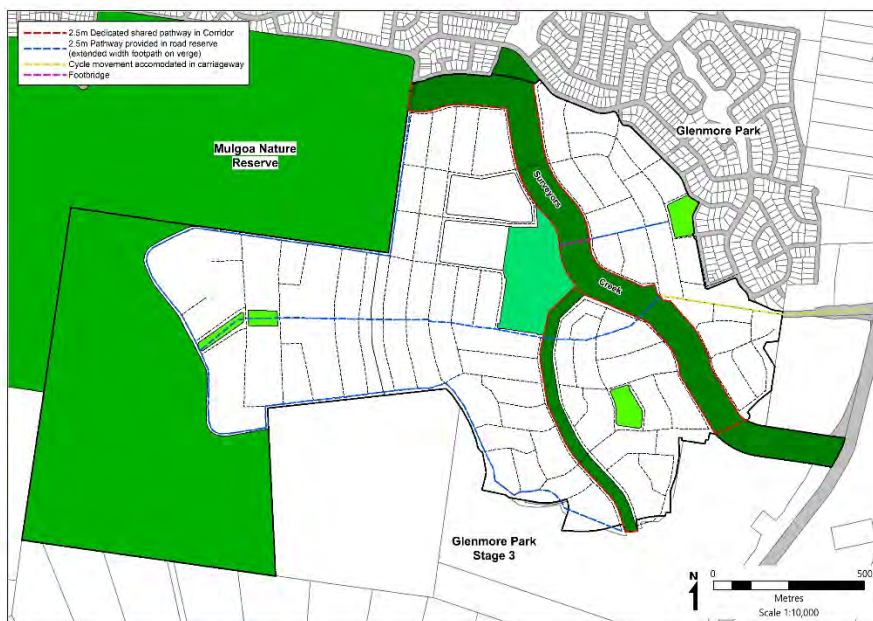 2.5m Dedicated shared pathway in Corridor
2.5m Pathway provided in road reserve
(extended width footpath on verge)
Cycle movement accomodated in carriageway
Footbridge
Glenmore Park
Mulgoa Nature
Reserve
Surveyors
Creek
Glenmore Park
Stage 3
N
0 500
Metres
Scale 1:10,000